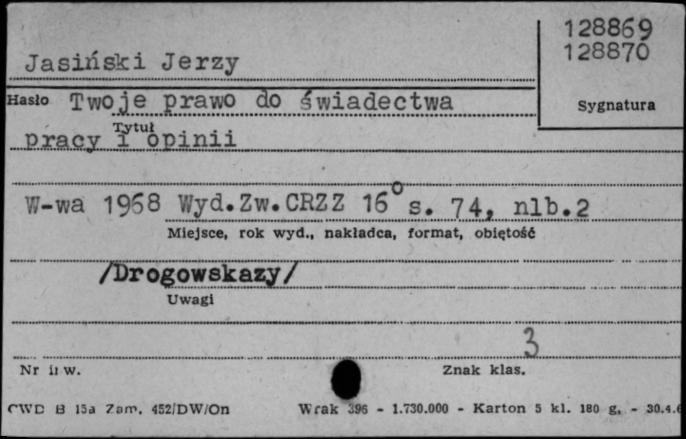 128869
128870
Jasiński Jerzy
Hasło Twoje prawo do świadectwa
Sygnatura
Tytuł
pracy i opinii
W-wa 1968 Wyd.Zw.CRZZ 16° s. 74, nlb.2
Miejsce, rok wyd., nakładca, format, objętość
/Drogowskazy/
Uwagi
3
Nr inw. Znak klas.
CWD B 15a Zam. 452/DW/On Wrak 396 - 1.730.000 - Karton 5 kl. 180 g. - 30.4.6